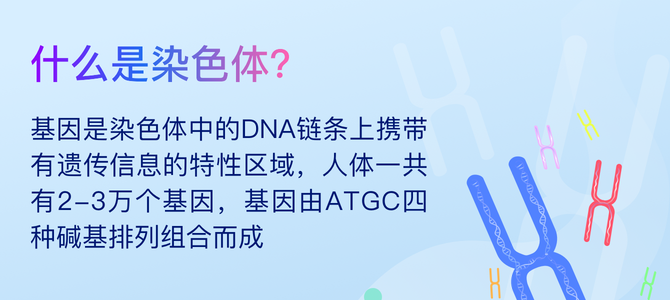 什么是染色体?
基因是染色体中的DNA链条上携带
有遗传信息的特性区域，人体一共
有2-3万个基因，基因由ATGC四
种碱基排列组合而成